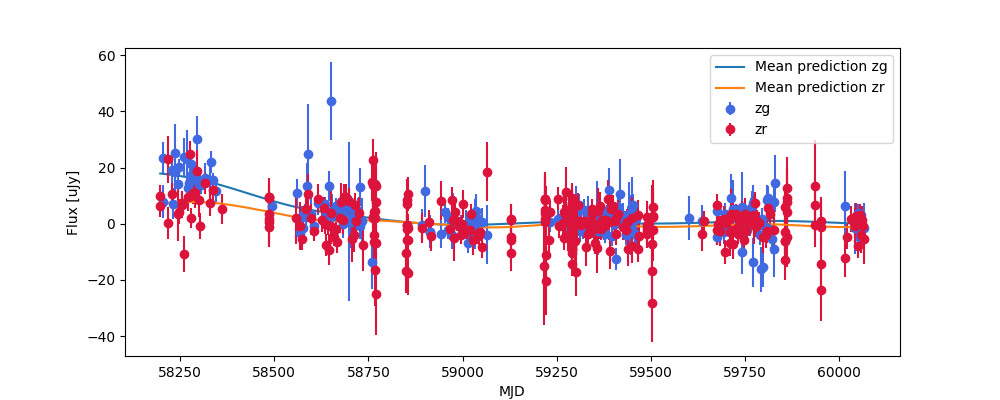 60
40
20
0
−20
−40
Flux [uJy]
58250
58500
58750
59000
59250
59500
59750
60000
MJD
Mean prediction zg
Mean prediction zr
zg
zr